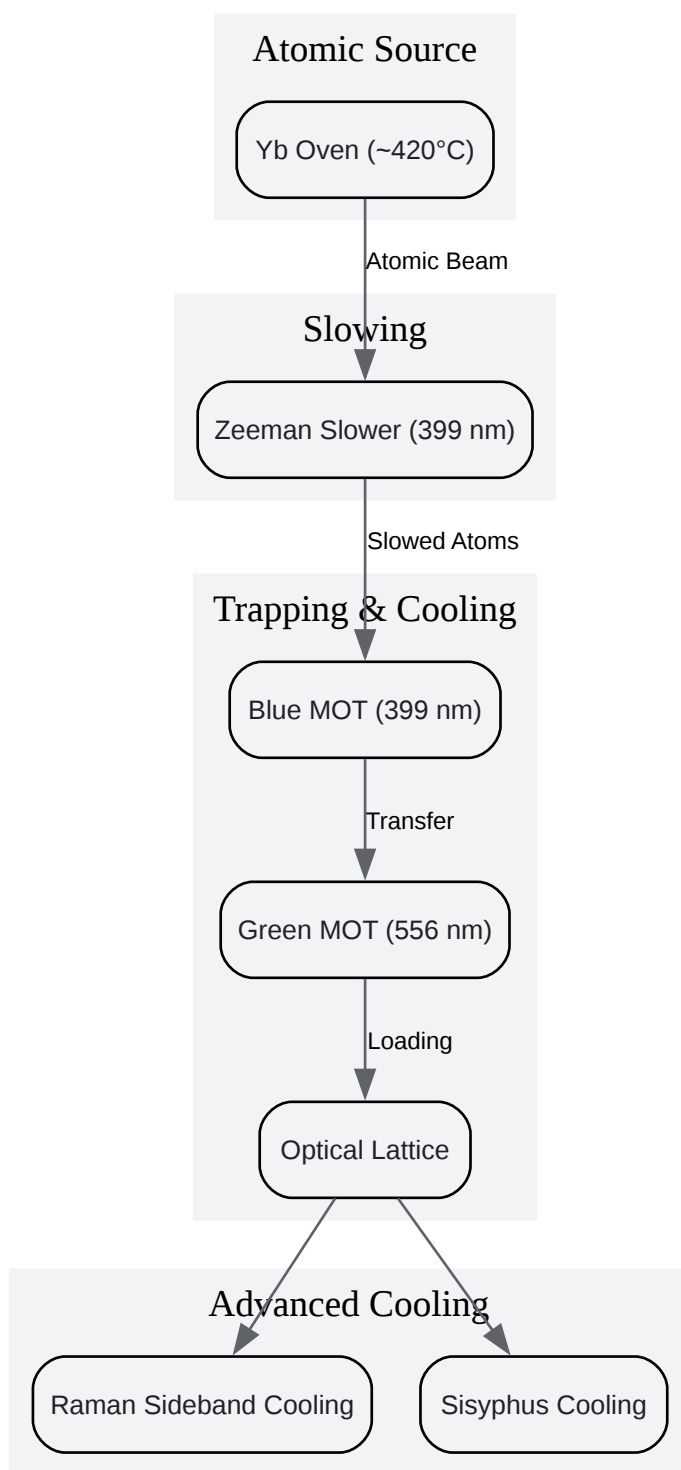 Atomic Source
Yb Oven (~420°C)
Atomic Beam
Slowing
Zeeman Slower (399 nm)
Slowed Atoms
Trapping & Cooling
Blue MOT (399 nm)
Transfer
Green MOT (556 nm)
Loading
Optical Lattice
Advanced Cooling
Raman Sideband Cooling
Sisyphus Cooling